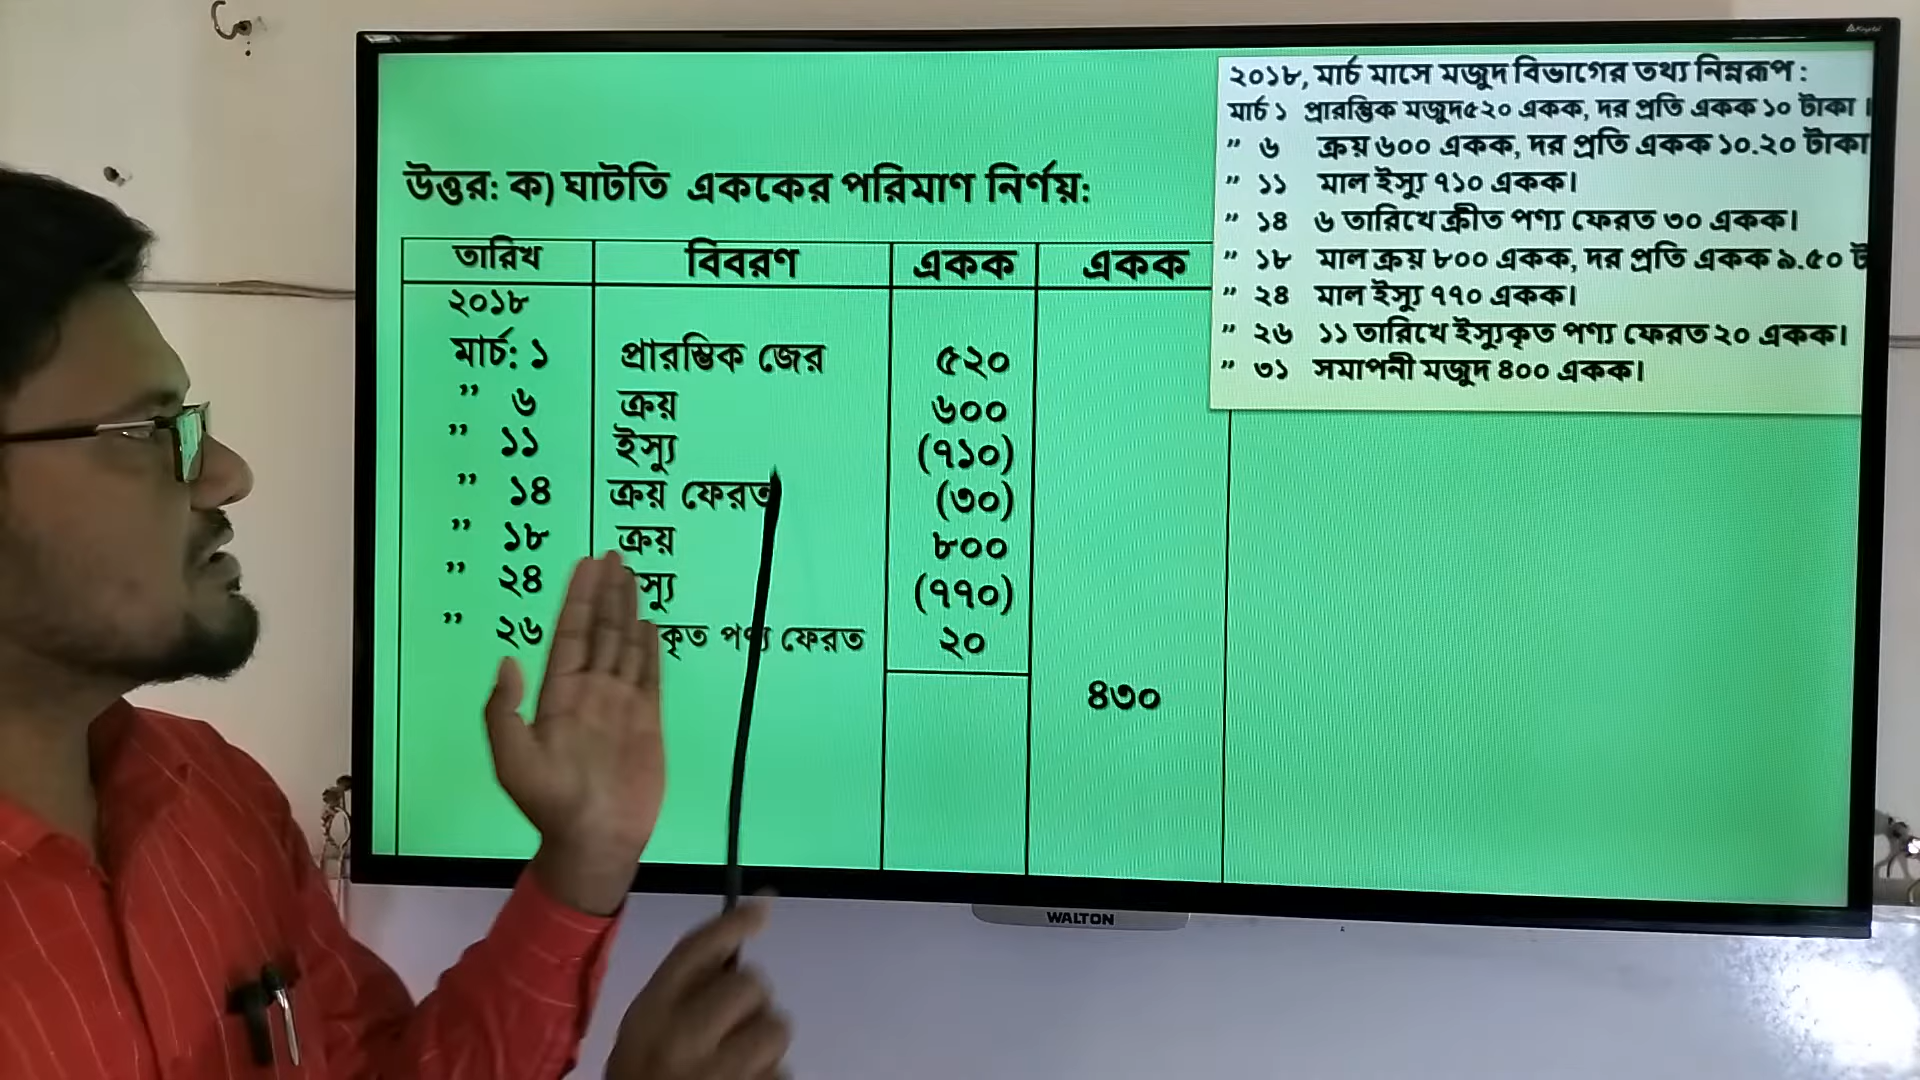 ২০১৮, মার্চ মাসে মজুদ বিভাগের তথ্য নিম্নরূপ :
মার্চ ১ প্রারম্ভিক মজুদ৫২০ একক, দর প্রতি একক ১০ টাকা।
" ৬ ক্রয় ৬০০ একক, দর প্রতি একক ১০.২০ টাকা
" ১১ মাল ইস্যু ৭১০ একক।
" ১৪ ৬ তারিখে ক্রীত পণ্য ফেরত ৩০ একক।
" ১৮ মাল ক্রয় ৮০০ একক, দর প্রতি একক ৯.৫০ ট
" ২৪ মাল ইস্যু ৭৭০ একক।
" ২৬ ১১ তারিখে ইস্যুকৃত পণ্য ফেরত ২০ একক।
" ৩১ সমাপনী মজুদ ৪০০ একক।
উত্তর: ক) ঘাটতি এককের পরিমাণ নির্ণয়:
তারিখ বিবরণ একক একক
২০১৮
মার্চ: ১ প্রারম্ভিক জের ৫২০
" ৬ ক্রয় ৬০০
" ১১ ইস্যু (৭১০)
" ১৪ ক্রয় ফেরত (৩০)
" ১৮ ক্রয় ৮০০
" ২৪ স্যু (৭৭০)
" ২৬ কৃত পণ্য ফেরত ২০
৪৩০
WALTON